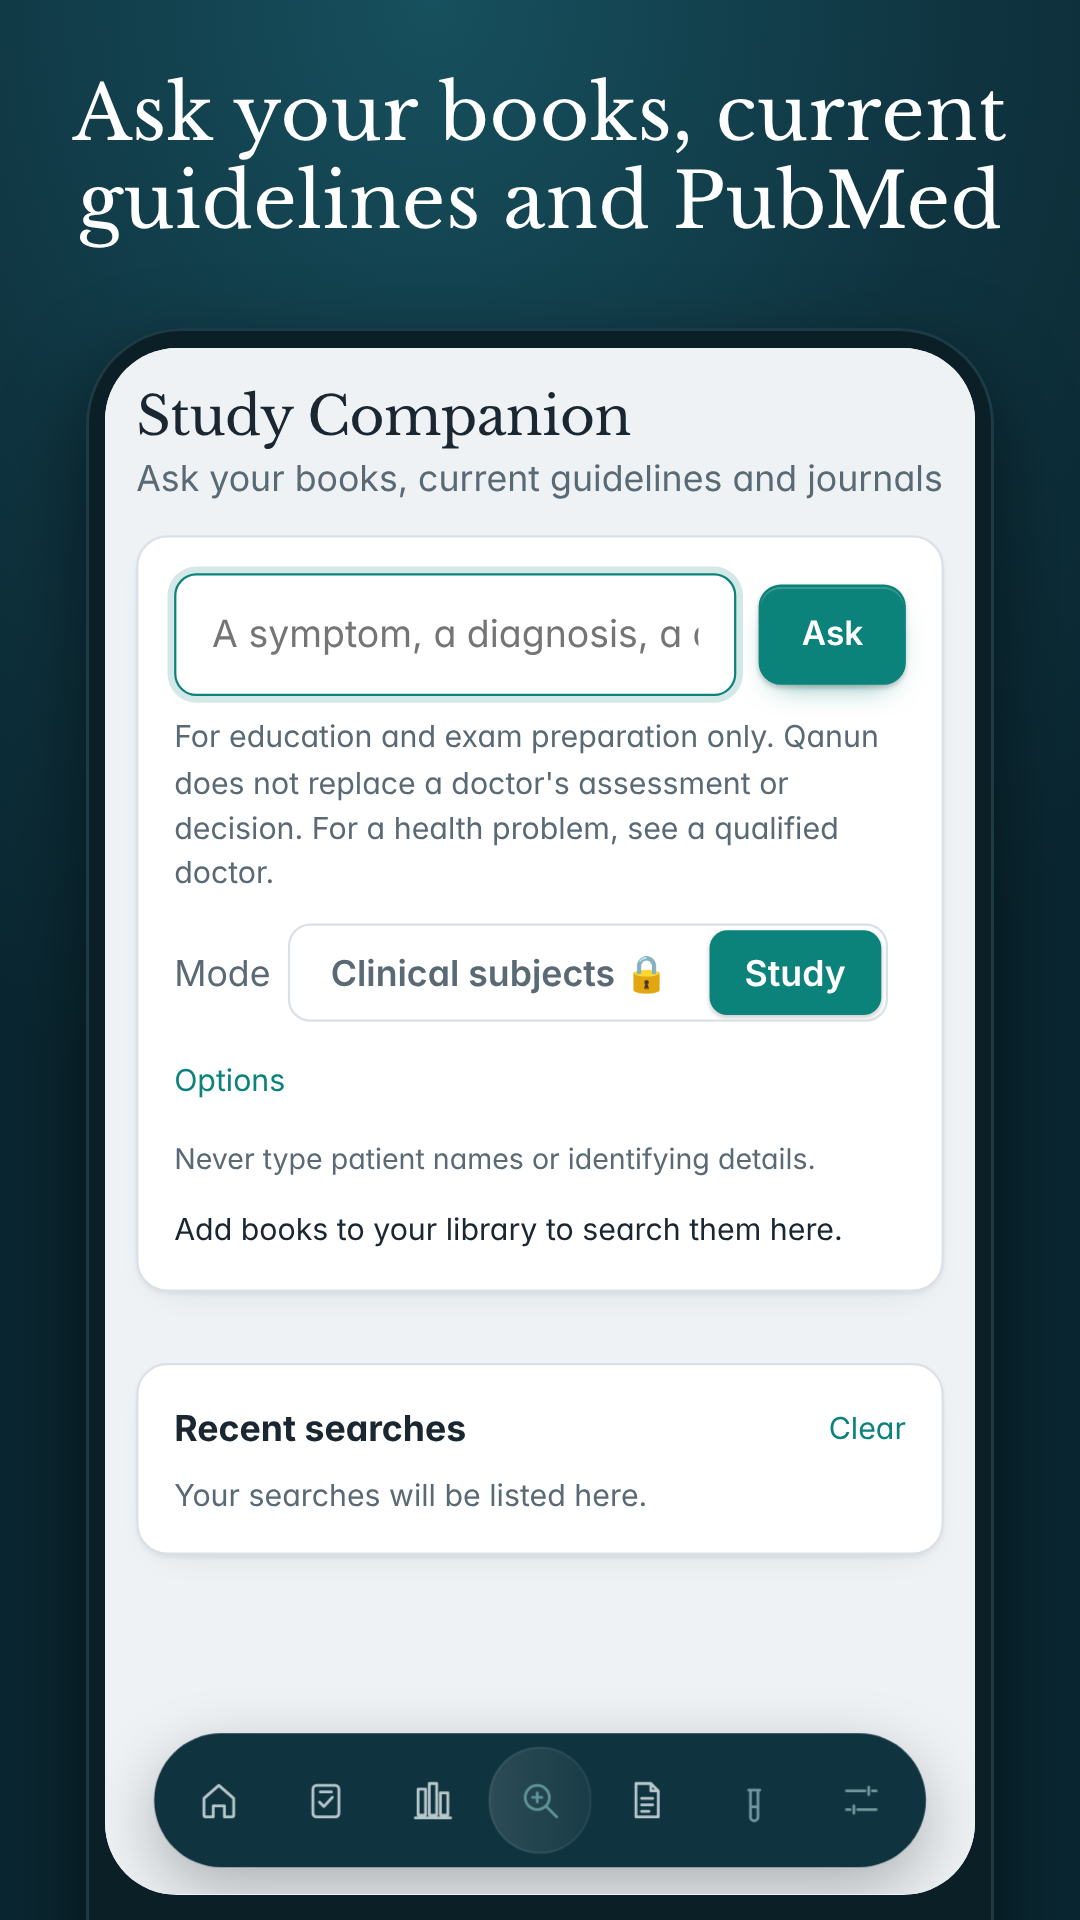 Ask your books, current
guidelines and PubMed
Study Companion
Ask your books, current guidelines and journals
A symptom, a diagnosis, a
Ask
For education and exam preparation only. Qanun
does not replace a doctor's assessment or
decision. For a health problem, see a qualified
doctor.
Mode
Clinical subjects 🔒
Study
Options
Never type patient names or identifying details.
Add books to your library to search them here.
Recent searches
Clear
Your searches will be listed here.